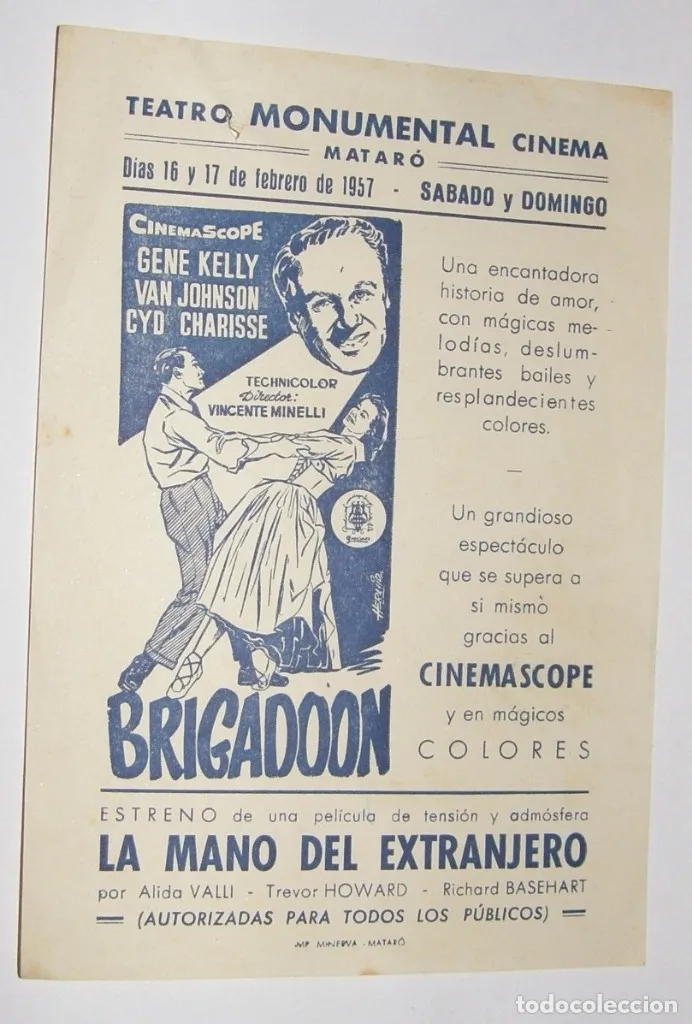 TEATRO MONUMENTAL CINEMA
MATARÓ
Días 16 y 17 de febrero de 1957 - SABADO y DOMINGO
CINEMASCOPE
GENE KELLY
VAN JOHNSON
CYD CHARISSE
TECHNICOLOR
Director:
VINCENTE MINELLI
BRIGADOON
Una encantadora
historia de amor,
con mágicas me-
lodías, deslum-
brantes bailes y
resplandecientes
colores.
—
Un grandioso
espectáculo
que se supera a
si mismò
gracias al
CINEMASCOPE
y en mágicos
COLORES
ESTRENO de una película de tensión y admósfera
LA MANO DEL EXTRANJERO
por Alida VALLI - Trevor HOWARD - Richard BASEHART
(AUTORIZADAS PARA TODOS LOS PÚBLICOS)
IMP MINERVA - MATARÓ
todocoleccion